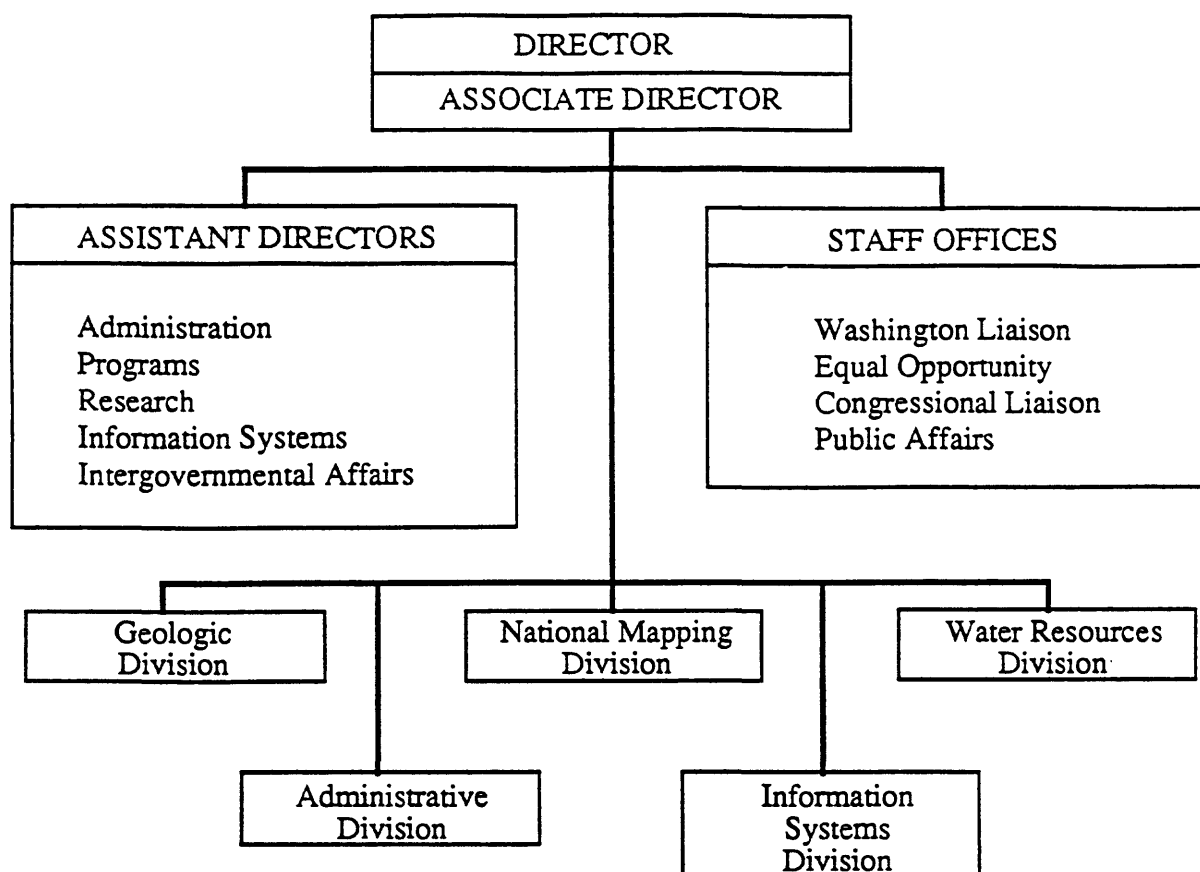 DIRECTOR
ASSOCIATE DIRECTOR
ASSISTANT DIRECTORS
Administration
Programs
Research
Information Systems
Intergovernmental Affairs
STAFF OFFICES
Washington Liaison
Equal Opportunity
Congressional Liaison
Public Affairs
Geologic
Division
National Mapping
Division
Water Resources
Division
Administrative
Division
Information
Systems
Division